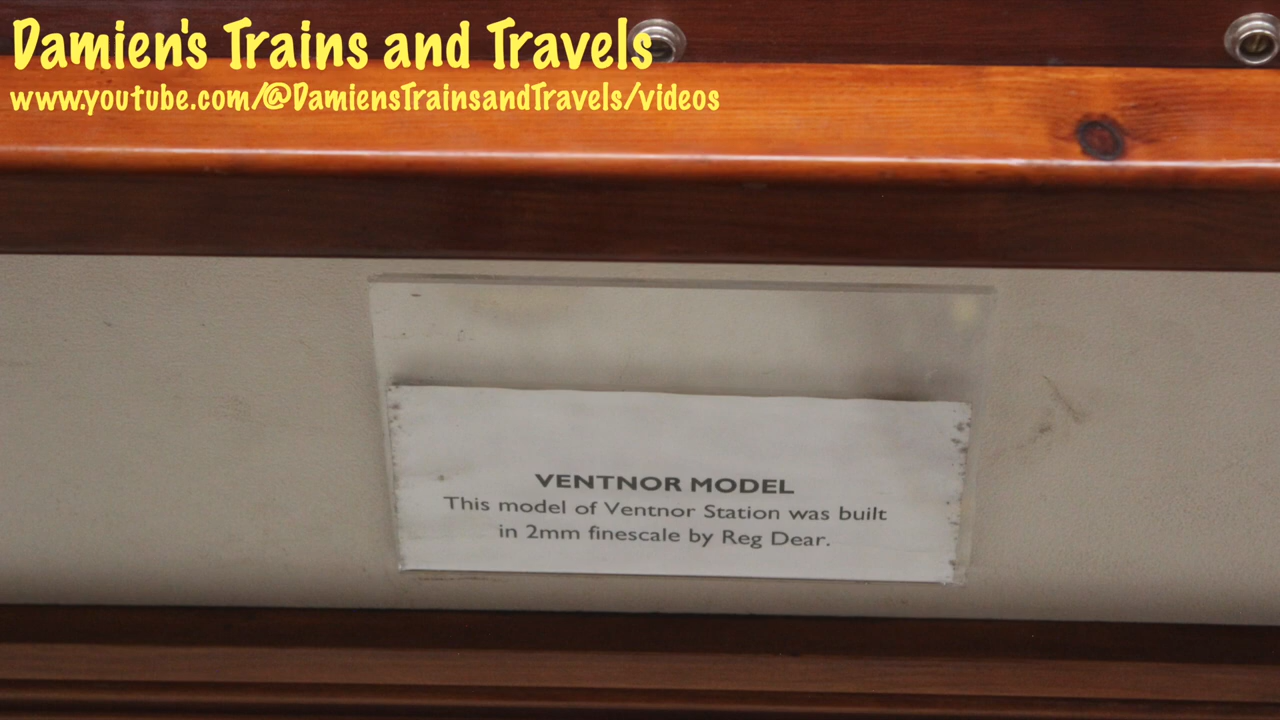 Damien's Trains and Travels
www.youtube.com/@DamiensTrainsandTravels/videos
VENTNOR MODEL
This model of Ventnor Station was built
in 2mm finescale by Reg Dear.